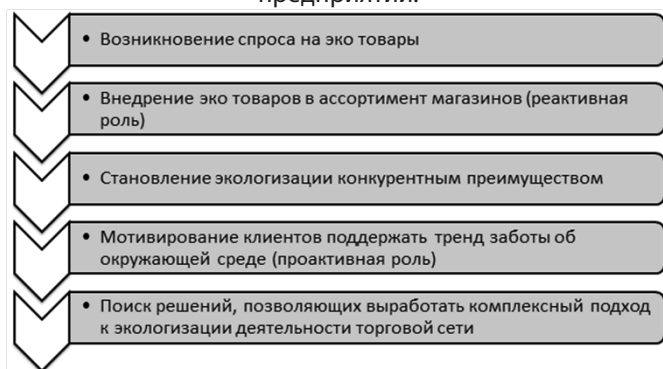 предприятий.
• Возникновение спроса на эко товары
• Внедрение эко товаров в ассортимент магазинов (реактивная
роль)
• Становление экологизации конкурентным преимуществом
• Мотивирование клиентов поддержать тренд заботы об
окружающей среде (проактивная роль)
• Поиск решений, позволяющих выработать комплексный подход
к экологизации деятельности торговой сети